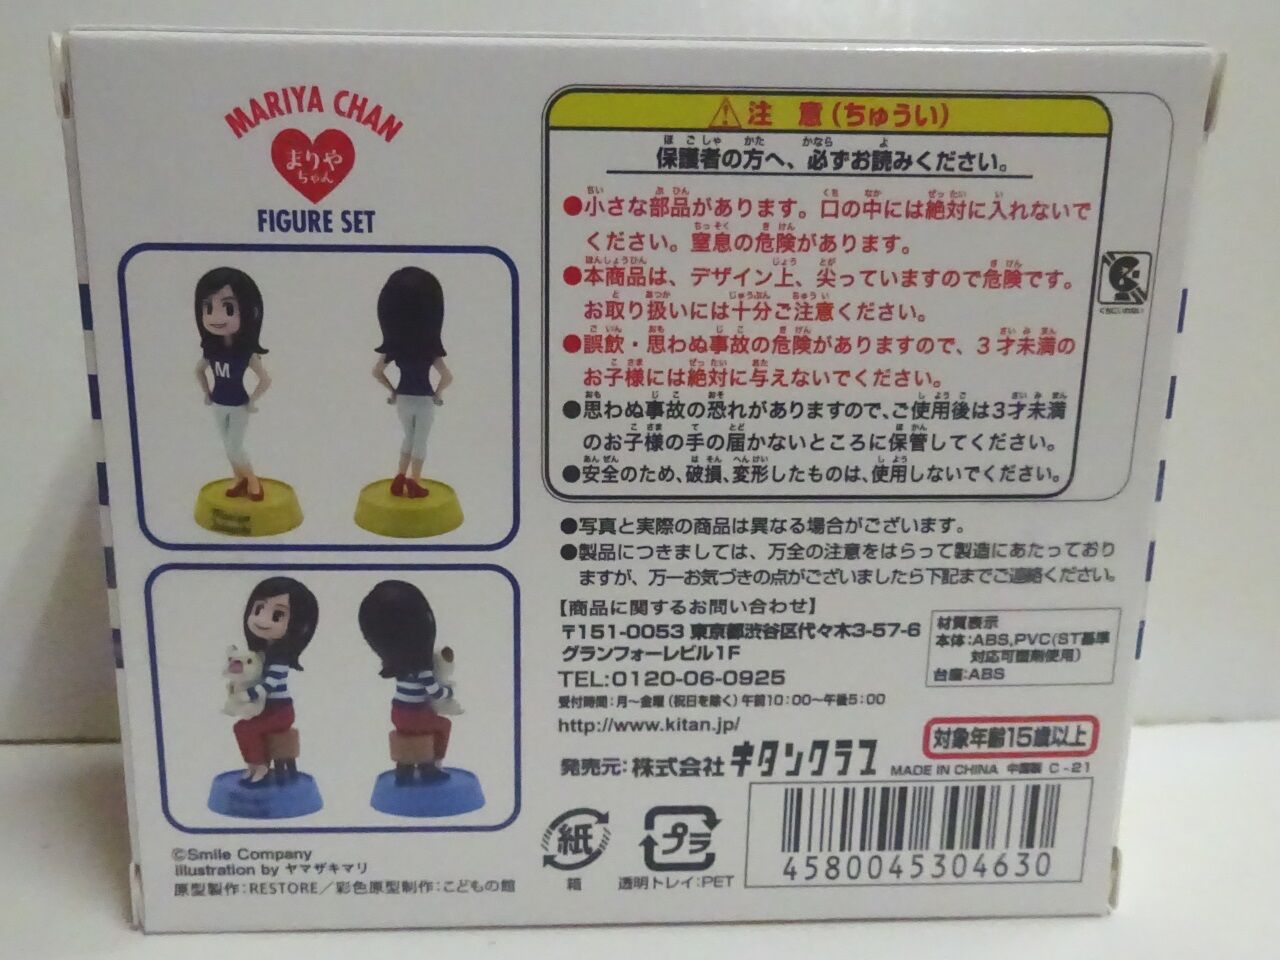 MARIYA CHAN
まりや
ちゃん
FIGURE SET
M
⚠注 意(ちゅうい)
保護者の方へ、必ずお読みください。
●小さな部品があります。口の中には絶対に入れないで
ください。窒息の危険があります。
●本商品は、デザイン上、尖っていますので危険です。
お取り扱いには十分ご注意ください。
●誤飲・思わぬ事故の危険がありますので、3才未満の
お子様には絶対に与えないでください。
●思わぬ事故の恐れがありますので、ご使用後は3才未満
のお子様の手の届かないところに保管してください。
●安全のため、破損、変形したものは、使用しないでください。
●写真と実際の商品は異なる場合がございます。
●製品につきましては、万全の注意をはらって製造にあたっており
ますが、万一お気づきの点がございましたら下記までご連絡ください。
【商品に関するお問い合わせ】
〒151-0053 東京都渋谷区代々木3-57-6
グランフォーレビル1F
TEL:0120-06-0925
受付時間:月〜金曜(祝日を除く)午前10:00〜午後5:00
http://www.kitan.jp/
材質表示
本体:ABS,PVC(ST基準
対応可塑剤使用)
台座:ABS
対象年齢15歳以上
発売元:株式会社キタンクラブ
MADE IN CHINA 中国製 C-21
紙
箱
プラ
透明トレイ:PET
4580045304630
©Smile Company
illustration by ヤマザキマリ
原型製作:RESTORE/彩色原型制作:こどもの館